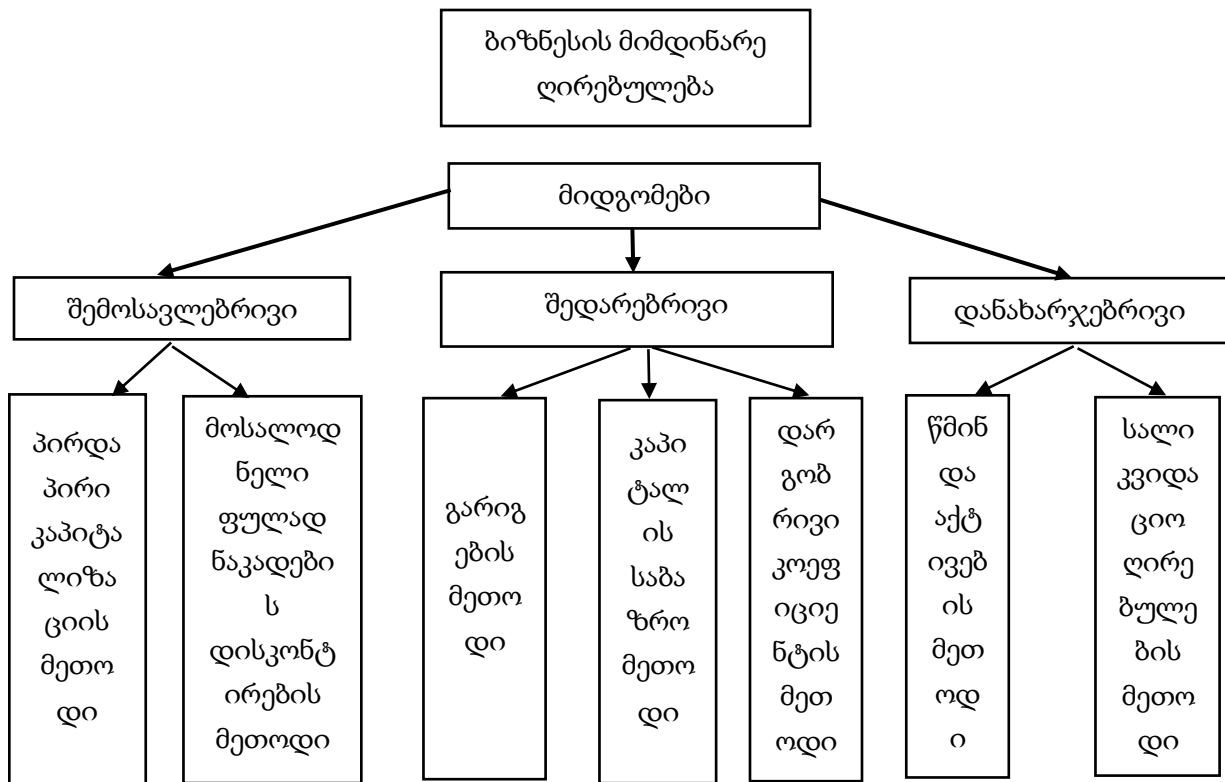 ბიზნესის მიმდინარე
ღირებულება
მიდგომები
შემოსავლებრივი
შედარებრივი
დანახარჯებრივი
პირდა
პირი
კაპიტა
ლიზა
ციის
მეთო
დი
მოსალოდ
ნელი
ფულად
ნაკადები
ს
დისკონტ
ირების
მეთოდი
გარიგ
ების
მეთო
დი
კაპი
ტალ
ის
საბა
ზრო
მეთო
დი
დარ
გობ
რივი
კოეფ
იციე
ნტის
მეთ
ოდი
წმინ
და
აქტ
ივებ
ის
მეთ
ოდ
ი
სალი
კვიდა
ციო
ღირე
ბულე
ბის
მეთო
დი